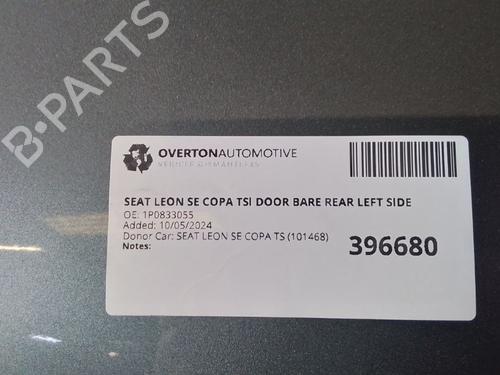 B-PARTS
OVERTONAUTOMOTIVE
VEHICLE DISMANTLERS
SEAT LEON SE COPA TSI DOOR BARE REAR LEFT SIDE
OE: 1P0833055
Added: 10/05/2024
Donor Car: SEAT LEON SE COPA TS (101468)
Notes:
396680